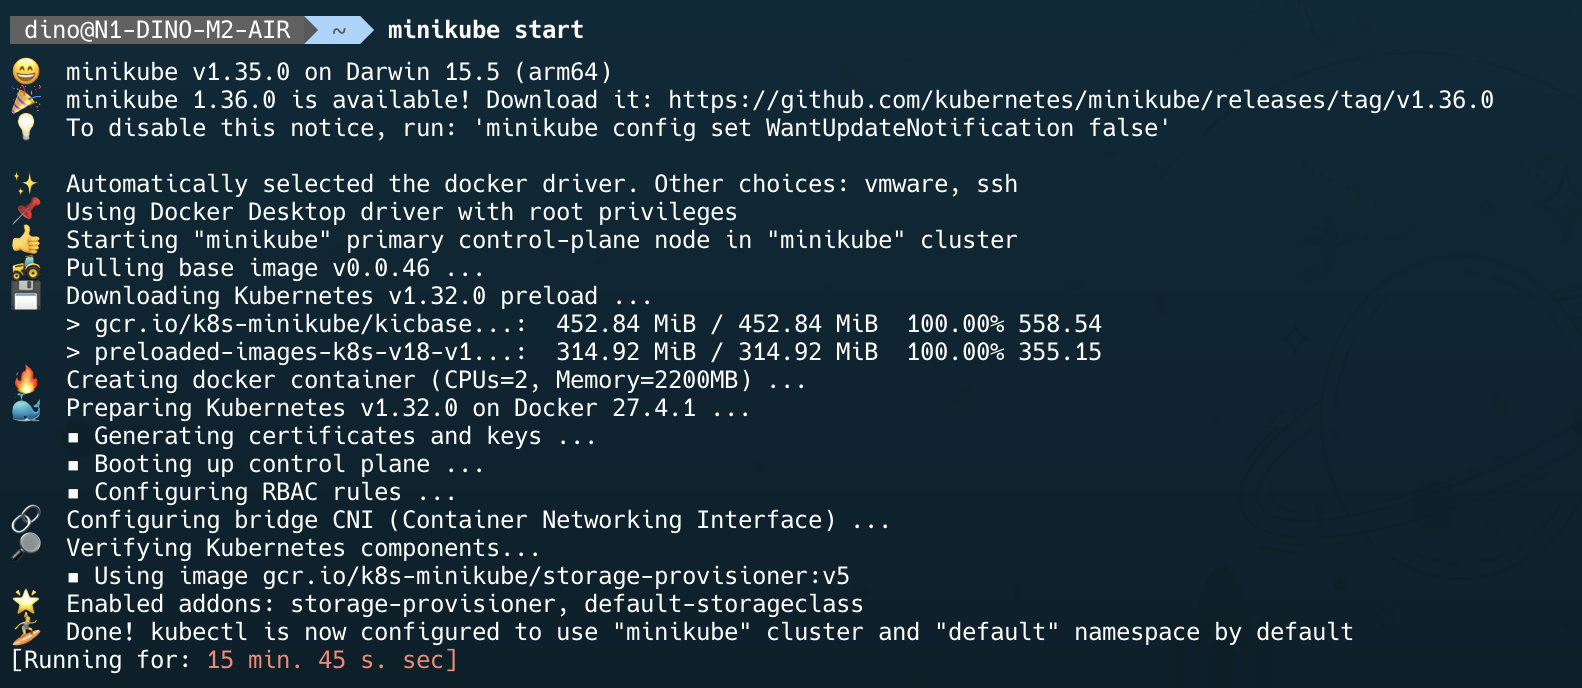 dino@N1-DINO-M2-AIR ~ minikube start
😄 minikube v1.35.0 on Darwin 15.5 (arm64)
🎉 minikube 1.36.0 is available! Download it: https://github.com/kubernetes/minikube/releases/tag/v1.36.0
💡 To disable this notice, run: 'minikube config set WantUpdateNotification false'
✨ Automatically selected the docker driver. Other choices: vmware, ssh
📌 Using Docker Desktop driver with root privileges
👍 Starting "minikube" primary control-plane node in "minikube" cluster
🚜 Pulling base image v0.0.46 ...
💾 Downloading Kubernetes v1.32.0 preload ...
> gcr.io/k8s-minikube/kicbase...: 452.84 MiB / 452.84 MiB 100.00% 558.54
> preloaded-images-k8s-v18-v1...: 314.92 MiB / 314.92 MiB 100.00% 355.15
🔥 Creating docker container (CPUs=2, Memory=2200MB) ...
🐳 Preparing Kubernetes v1.32.0 on Docker 27.4.1 ...
▪ Generating certificates and keys ...
▪ Booting up control plane ...
▪ Configuring RBAC rules ...
🔗 Configuring bridge CNI (Container Networking Interface) ...
🔎 Verifying Kubernetes components...
▪ Using image gcr.io/k8s-minikube/storage-provisioner:v5
🌟 Enabled addons: storage-provisioner, default-storageclass
🏄 Done! kubectl is now configured to use "minikube" cluster and "default" namespace by default
[Running for: 15 min. 45 s. sec]